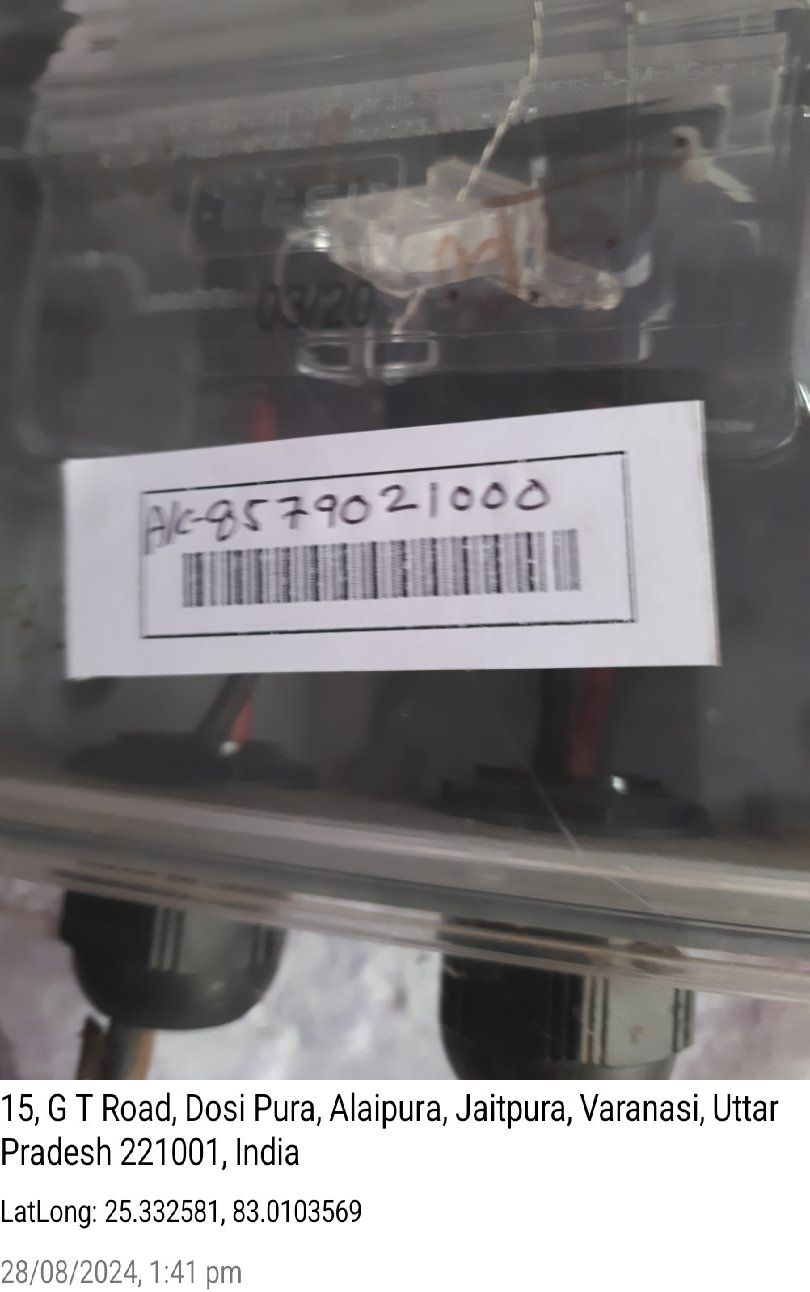 03/20
A/C-8579021000
15, G T Road, Dosi Pura, Alaipura, Jaitpura, Varanasi, Uttar
Pradesh 221001, India
LatLong: 25.332581, 83.0103569
28/08/2024, 1:41 pm